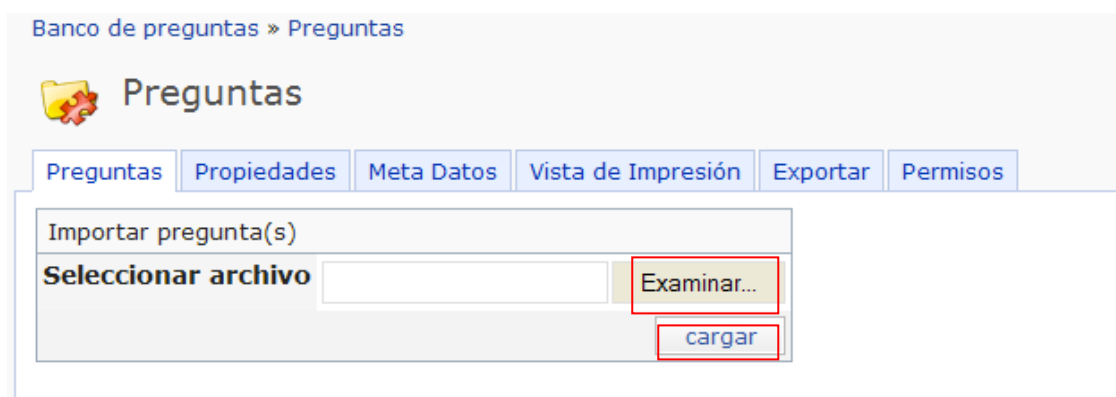 Banco de preguntas » Preguntas
Preguntas
Preguntas Propiedades Meta Datos Vista de Impresión Exportar Permisos
Importar pregunta(s)
Seleccionar archivo Examinar...
cargar